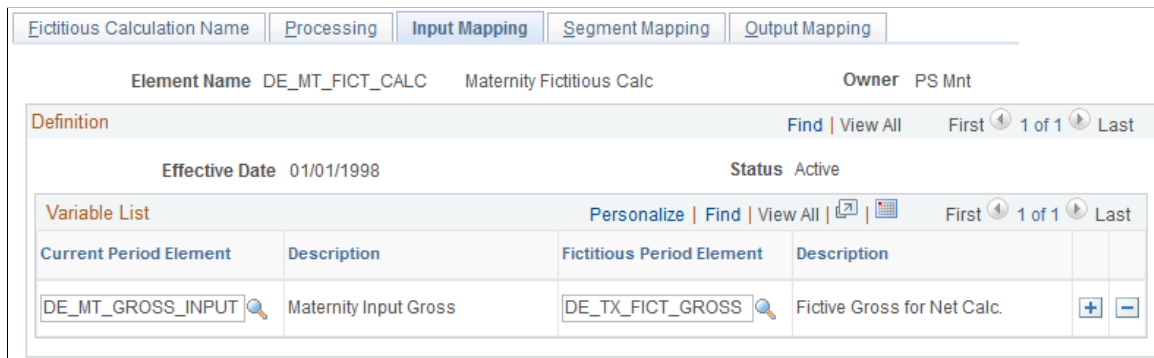 Fictitious Calculation Name Processing Input Mapping Segment Mapping Output Mapping
Element Name DE_MT_FICT_CALC Maternity Fictitious Calc Owner PS Mnt
Definition Find | View All First 1 of 1 Last
Effective Date 01/01/1998 Status Active
Variable List Personalize | Find | View All | | First 1 of 1 Last
Current Period Element Description Fictitious Period Element Description
DE_MT_GROSS_INPUT Maternity Input Gross DE_TX_FICT_GROSS Fictive Gross for Net Calc. + −